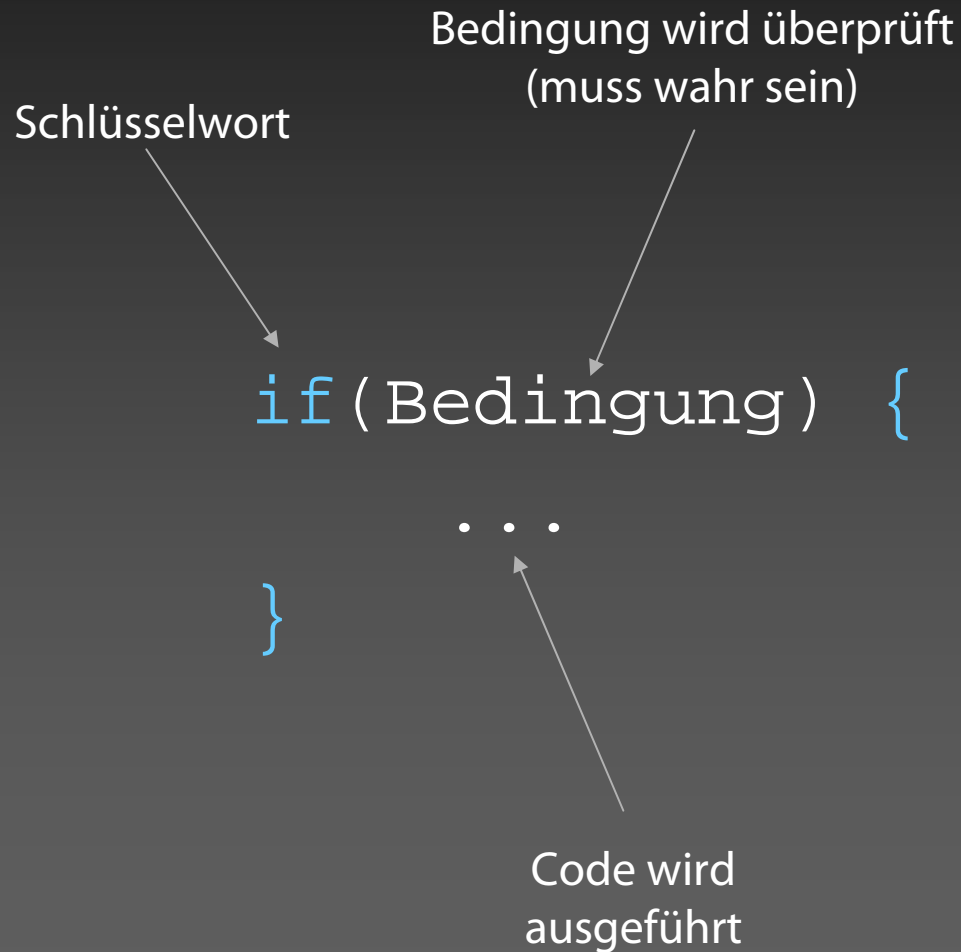 Bedingung wird überprüft
(muss wahr sein)
Schlüsselwort
if(Bedingung) {
...
}
Code wird
ausgeführt